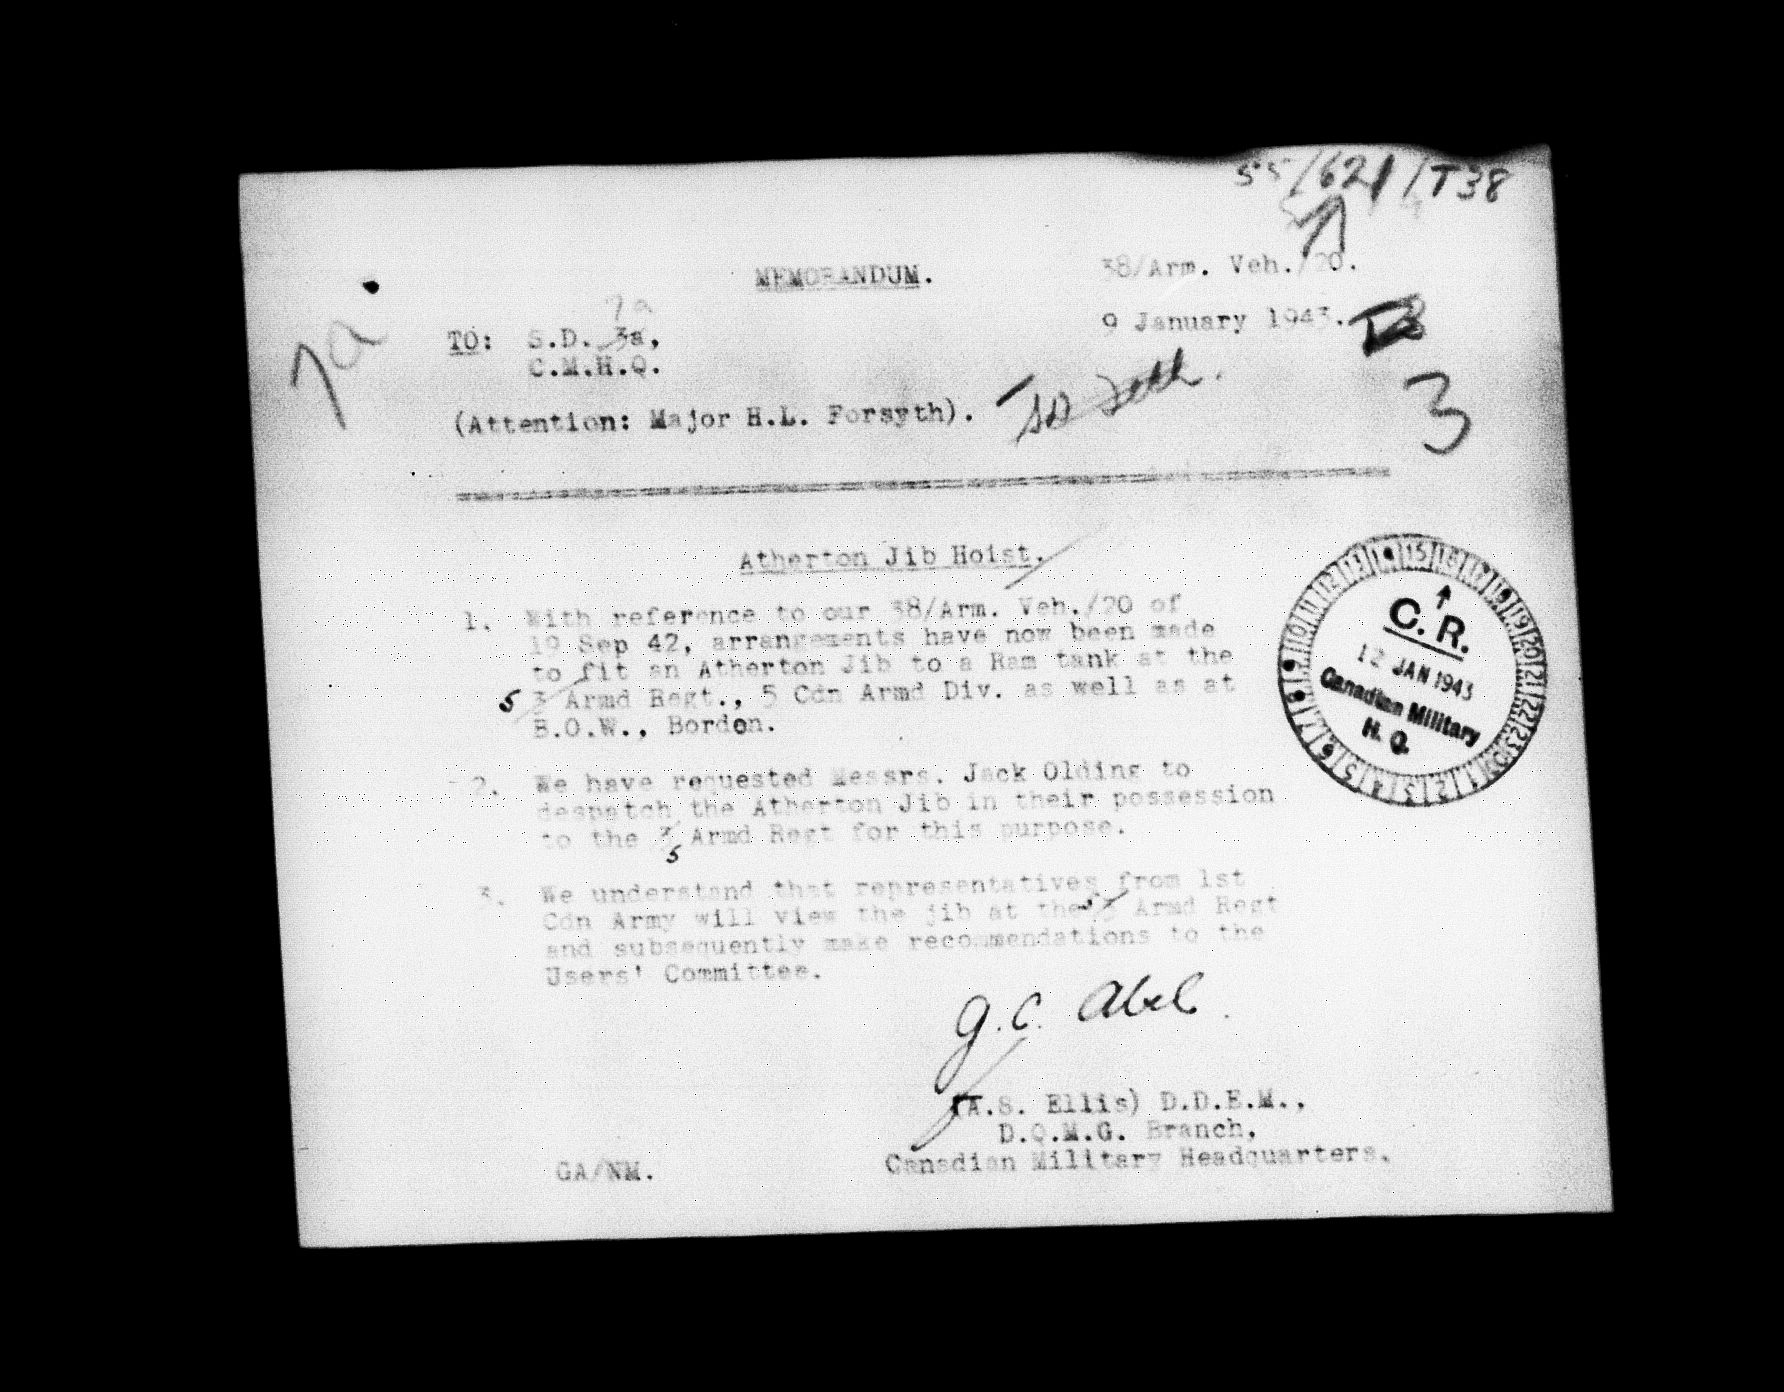 55/621/T38
MEMORANDUM.
38/Arm. Veh./20.
9 January 1943.
7a
7a
TO: S.D. 3a,
C.M.H.Q.
(Attention: Major H.L. Forsyth).
3
Atherton Jib Hoist.
1. With reference to our 38/Arm. Veh./20 of
19 Sep 42, arrangements have now been made
to fit an Atherton Jib to a Ram tank at the
5 3 Armd Regt., 5 Cdn Armd Div. as well as at
B.O.W., Bordon.
2. We have requested Messrs. Jack Olding to
despatch the Atherton Jib in their possession
to the 3 Armd Regt for this purpose.
5
3. We understand that representatives from 1st
Cdn Army will view the jib at the 5 3 Armd Regt
and subsequently make recommendations to the
Users' Committee.
C. R.
12 JAN 1943
Canadian Military
H. Q.
G.C. Abel
(A.S. Ellis) D.D.E.M.,
D.Q.M.G. Branch,
Canadian Military Headquarters.
GA/NM.